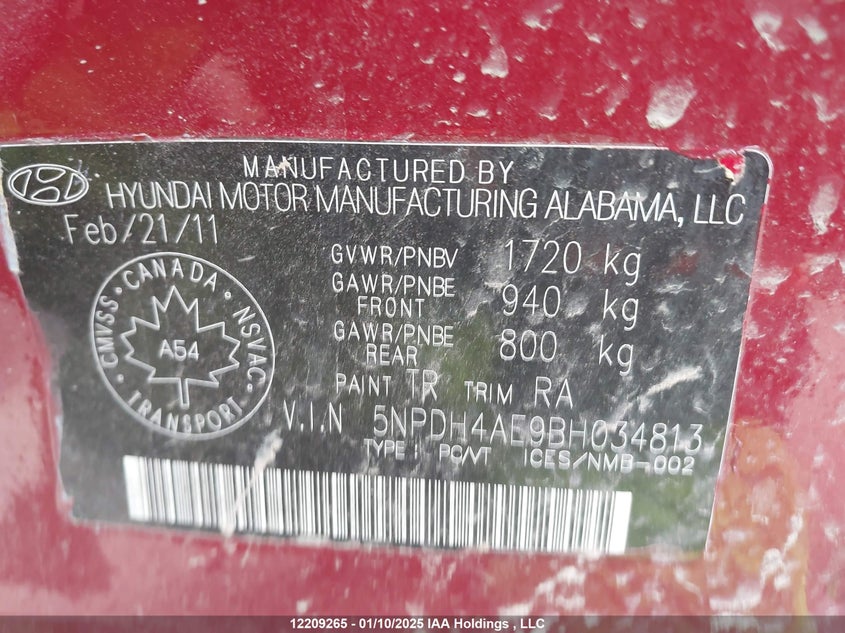 MANUFACTURED BY
HYUNDAI MOTOR MANUFACTURING ALABAMA, LLC
Feb/21/11
GVWR/PNBV 1720 kg
GAWR/PNBE FRONT 940 kg
GAWR/PNBE REAR 800 kg
CANADA · NSVAC · TRANSPORT · CMVSS ·
A54
PAINT TR TRIM RA
V.I.N 5NPDH4AE9BH034813
TYPE : PC/VT ICES/NMB-002
12209265 - 01/10/2025 IAA Holdings , LLC